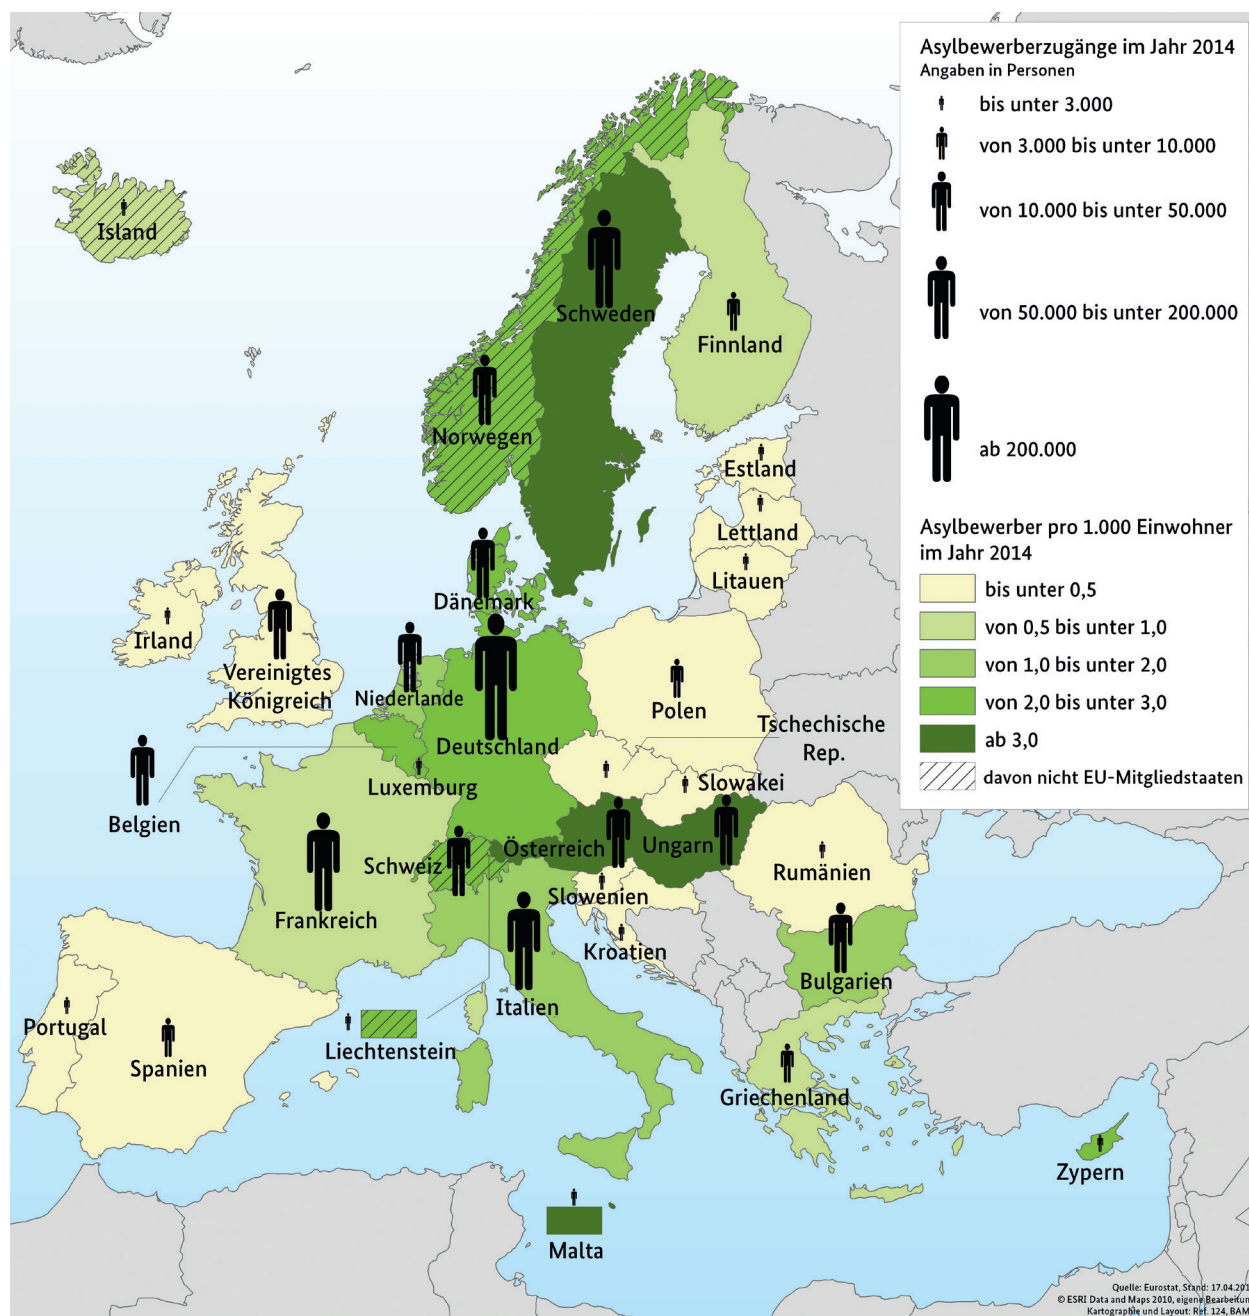 Asylbewerberzugänge im Jahr 2014
Angaben in Personen
bis unter 3.000
von 3.000 bis unter 10.000
von 10.000 bis unter 50.000
von 50.000 bis unter 200.000
ab 200.000
Asylbewerber pro 1.000 Einwohner
im Jahr 2014
bis unter 0,5
von 0,5 bis unter 1,0
von 1,0 bis unter 2,0
von 2,0 bis unter 3,0
ab 3,0
davon nicht EU-Mitgliedstaaten
Island
Schweden
Finnland
Norwegen
Estland
Lettland
Litauen
Dänemark
Irland
Vereinigtes
Königreich
Niederlande
Polen
Deutschland
Tschechische
Rep.
Luxemburg
Slowakei
Belgien
Österreich
Ungarn
Schweiz
Rumänien
Slowenien
Frankreich
Kroatien
Bulgarien
Italien
Portugal
Liechtenstein
Spanien
Griechenland
Zypern
Malta
Quelle: Eurostat, Stand: 17.04.201
© ESRI Data and Maps 2010, eigene Bearbeitun
Kartographie und Layout: Ref. 124, BAM